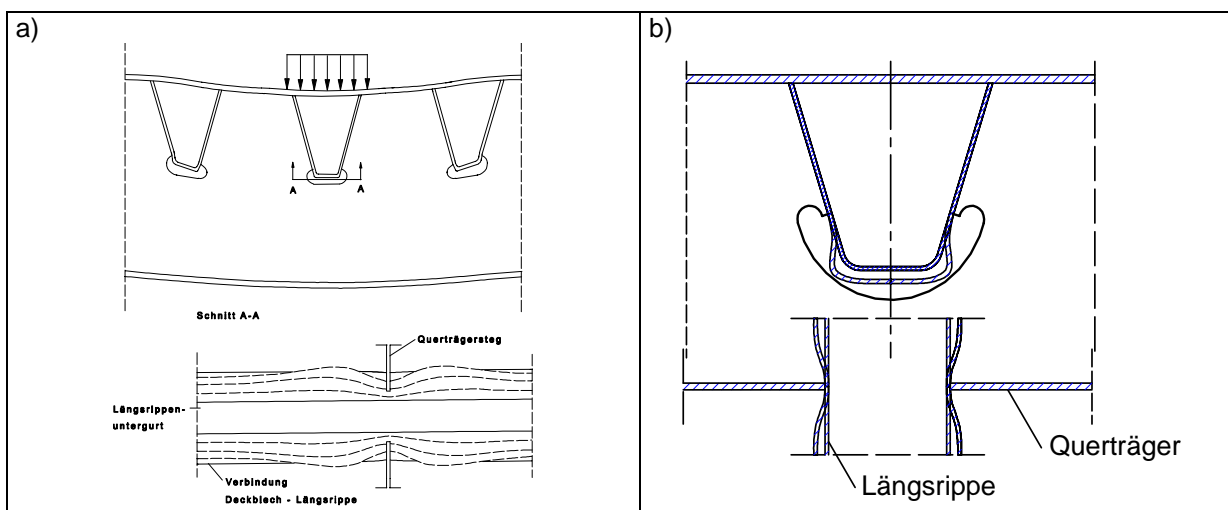 a)
A
A
Schnitt A-A
Querträgersteg
Längsrippen-
untergurt
Verbindung
Deckblech - Längsrippe
b)
Querträger
Längsrippe